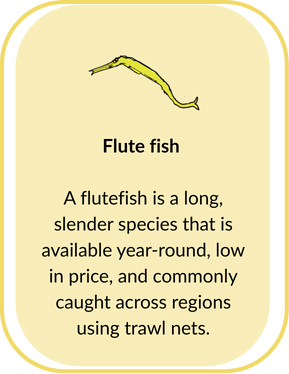 Flute fish
A flutefish is a long,
slender species that is
available year-round, low
in price, and commonly
caught across regions
using trawl nets.